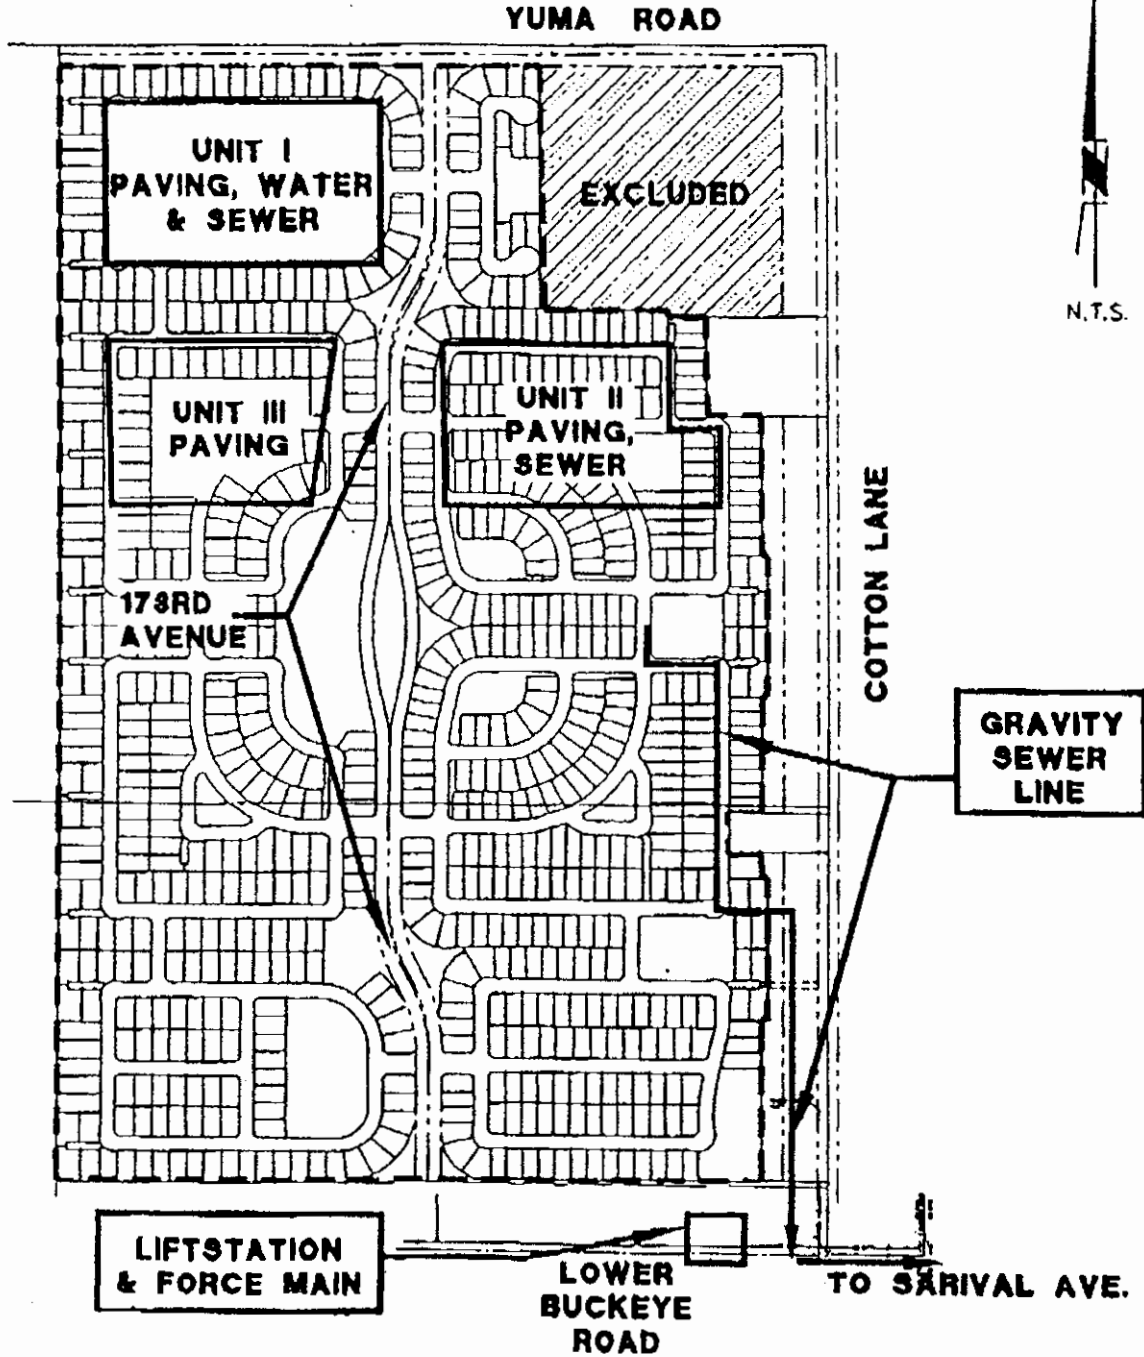 YUMA ROAD
UNIT I
PAVING, WATER
& SEWER
EXCLUDED
N.T.S.
UNIT III
PAVING
UNIT II
PAVING,
SEWER
COTTON LANE
173RD
AVENUE
GRAVITY
SEWER
LINE
LIFTSTATION
& FORCE MAIN
LOWER
BUCKEYE
ROAD
TO SARIVAL AVE.